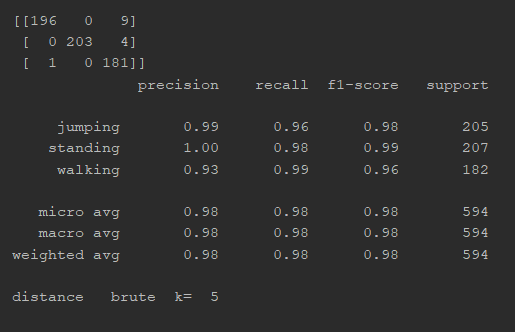 [[196   0   9]
 [  0 203   4]
 [  1   0 181]]
              precision    recall  f1-score   support
     jumping       0.99      0.96      0.98       205
    standing       1.00      0.98      0.99       207
     walking       0.93      0.99      0.96       182
   micro avg       0.98      0.98      0.98       594
   macro avg       0.98      0.98      0.98       594
weighted avg       0.98      0.98      0.98       594
distance   brute  k=  5